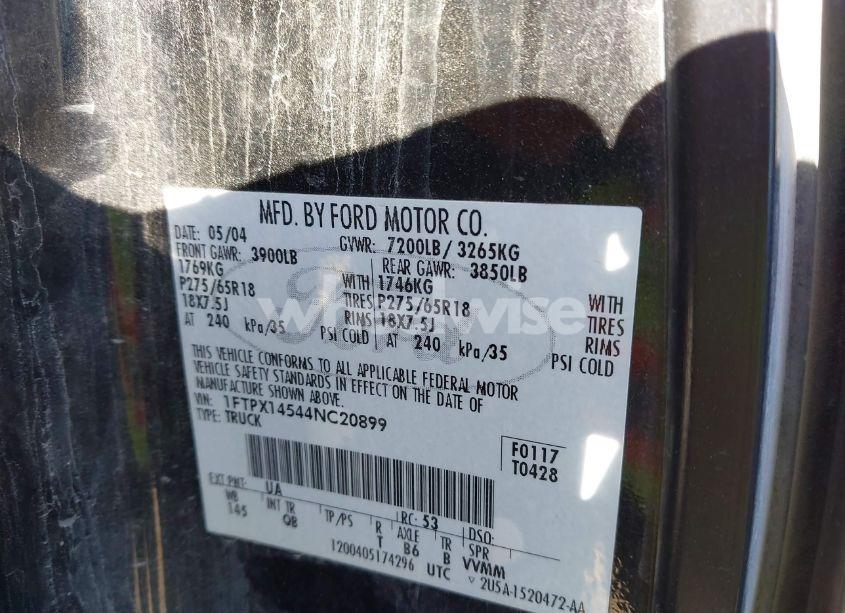 MFD. BY FORD MOTOR CO.
DATE: 05/04 GVWR: 7200LB / 3265KG
FRONT GAWR: 3900LB REAR GAWR: 3850LB
1769KG WITH 1746KG WITH
P275/65R18 TIRES P275/65R18 TIRES
18X7.5J RIMS 18X7.5J RIMS
AT 240 kPa/35 PSI COLD AT 240 kPa/35 PSI COLD
THIS VEHICLE CONFORMS TO ALL APPLICABLE FEDERAL MOTOR
VEHICLE SAFETY STANDARDS IN EFFECT ON THE DATE OF
MANUFACTURE SHOWN ABOVE.
VIN: 1FTPX14544NC20899
TYPE: TRUCK
F0117
T0428
EXT PNT: UA RC: 53 DSO:
WB INT TR TP/PS R AXLE TR SPR
145 QB T B6 B VVMM
1200405174296 UTC ▽ 2U5A-1520472-AA